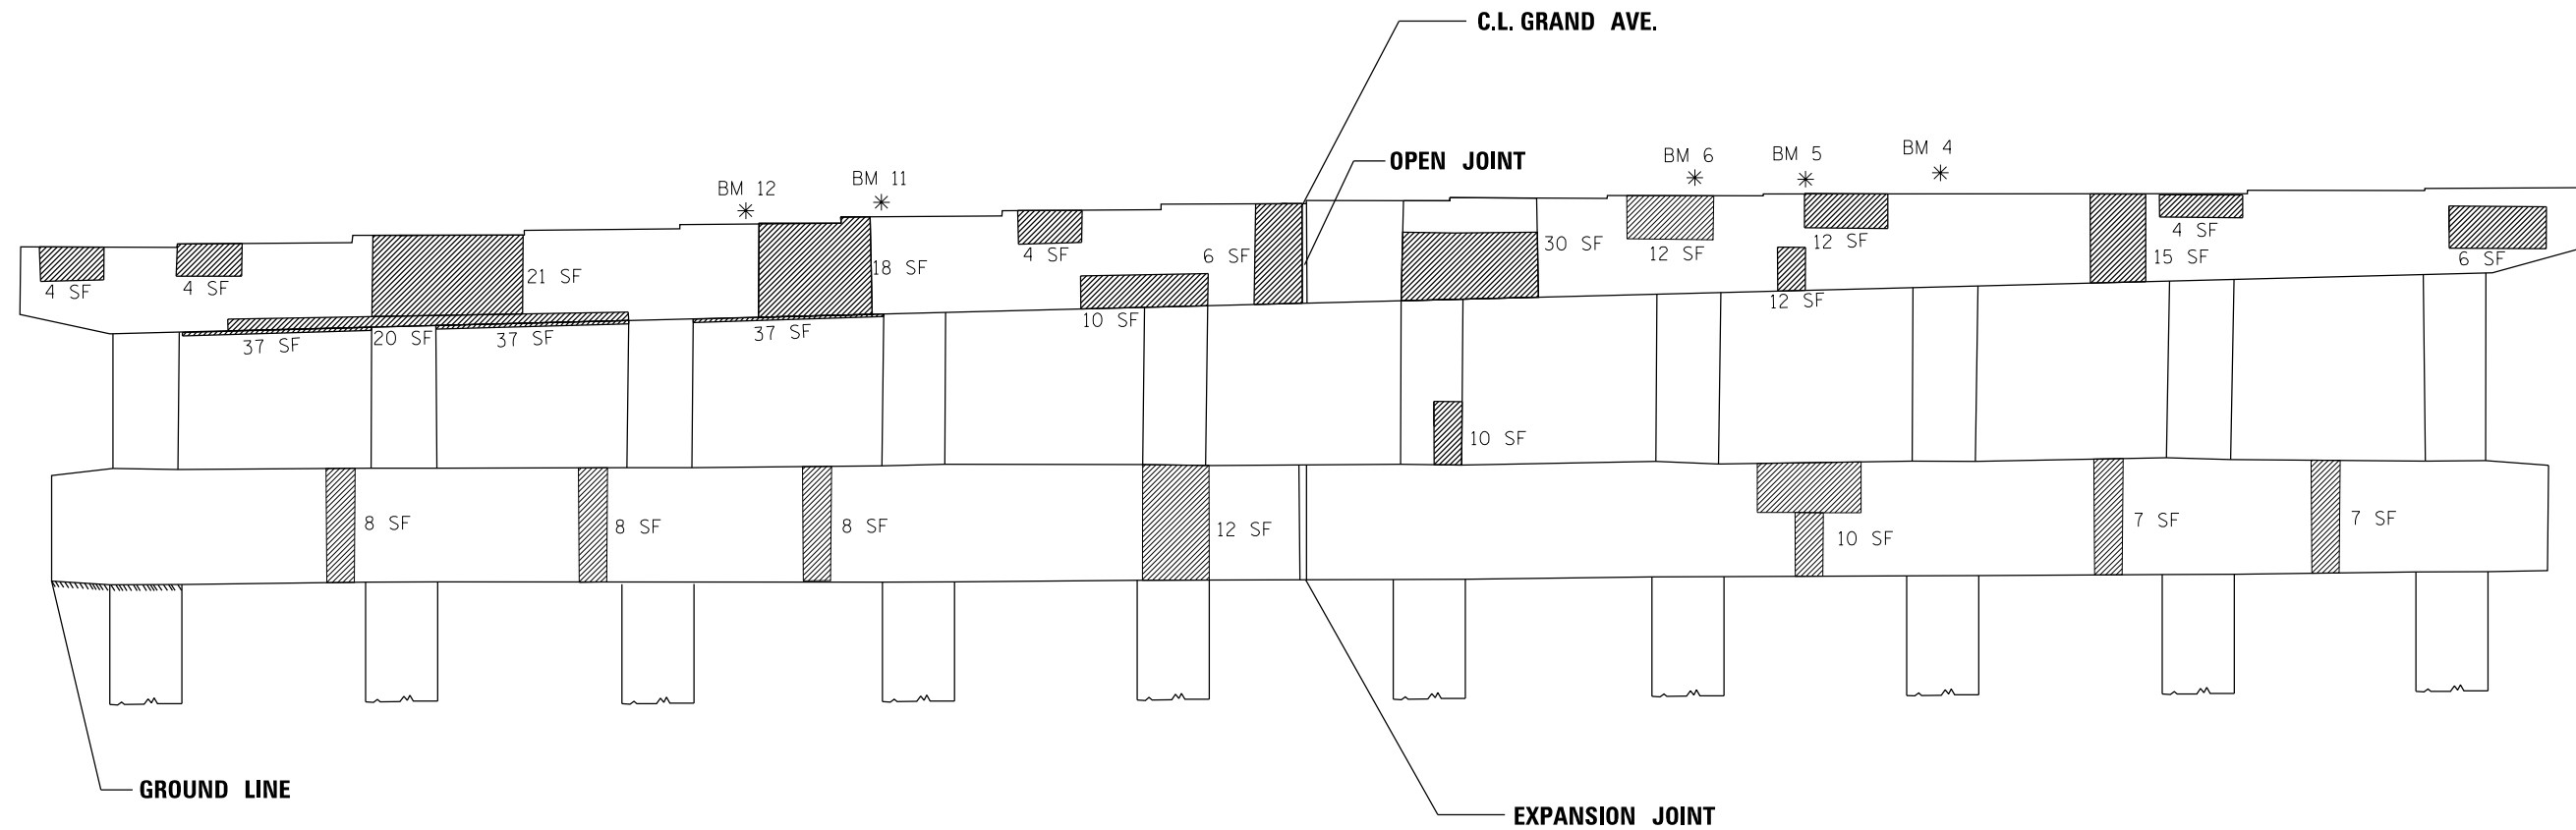 C.L. GRAND AVE.
OPEN JOINT
BM 12
BM 11
BM 6
BM 5
BM 4
4 SF
4 SF
21 SF
18 SF
4 SF
6 SF
30 SF
12 SF
12 SF
12 SF
15 SF
4 SF
6 SF
37 SF
20 SF
37 SF
37 SF
10 SF
10 SF
8 SF
8 SF
8 SF
12 SF
10 SF
7 SF
7 SF
GROUND LINE
EXPANSION JOINT